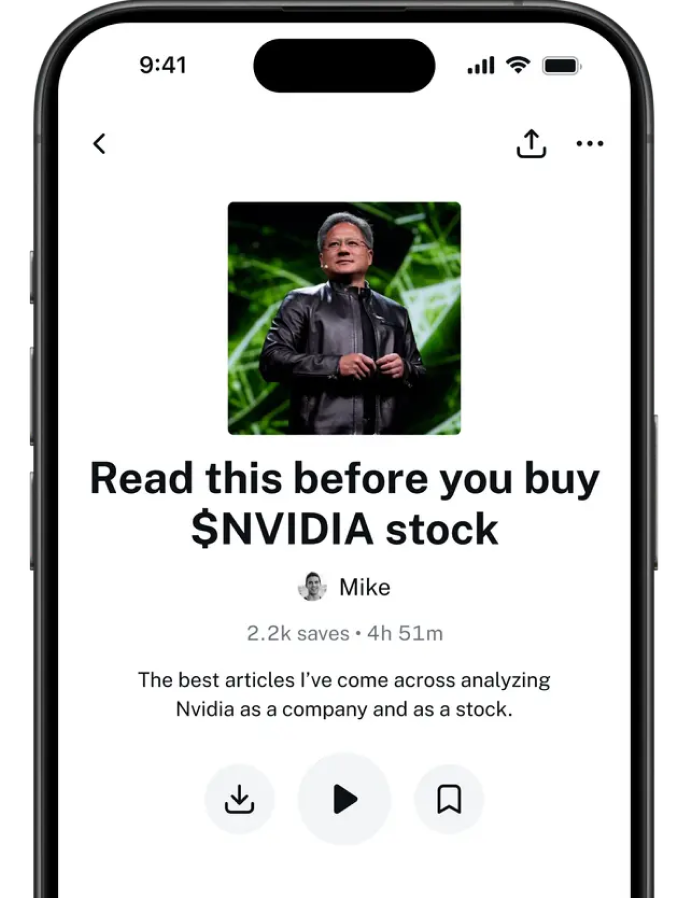 9:41
Read this before you buy
$NVIDIA stock
Mike
2.2k saves • 4h 51m
The best articles I’ve come across analyzing
Nvidia as a company and as a stock.